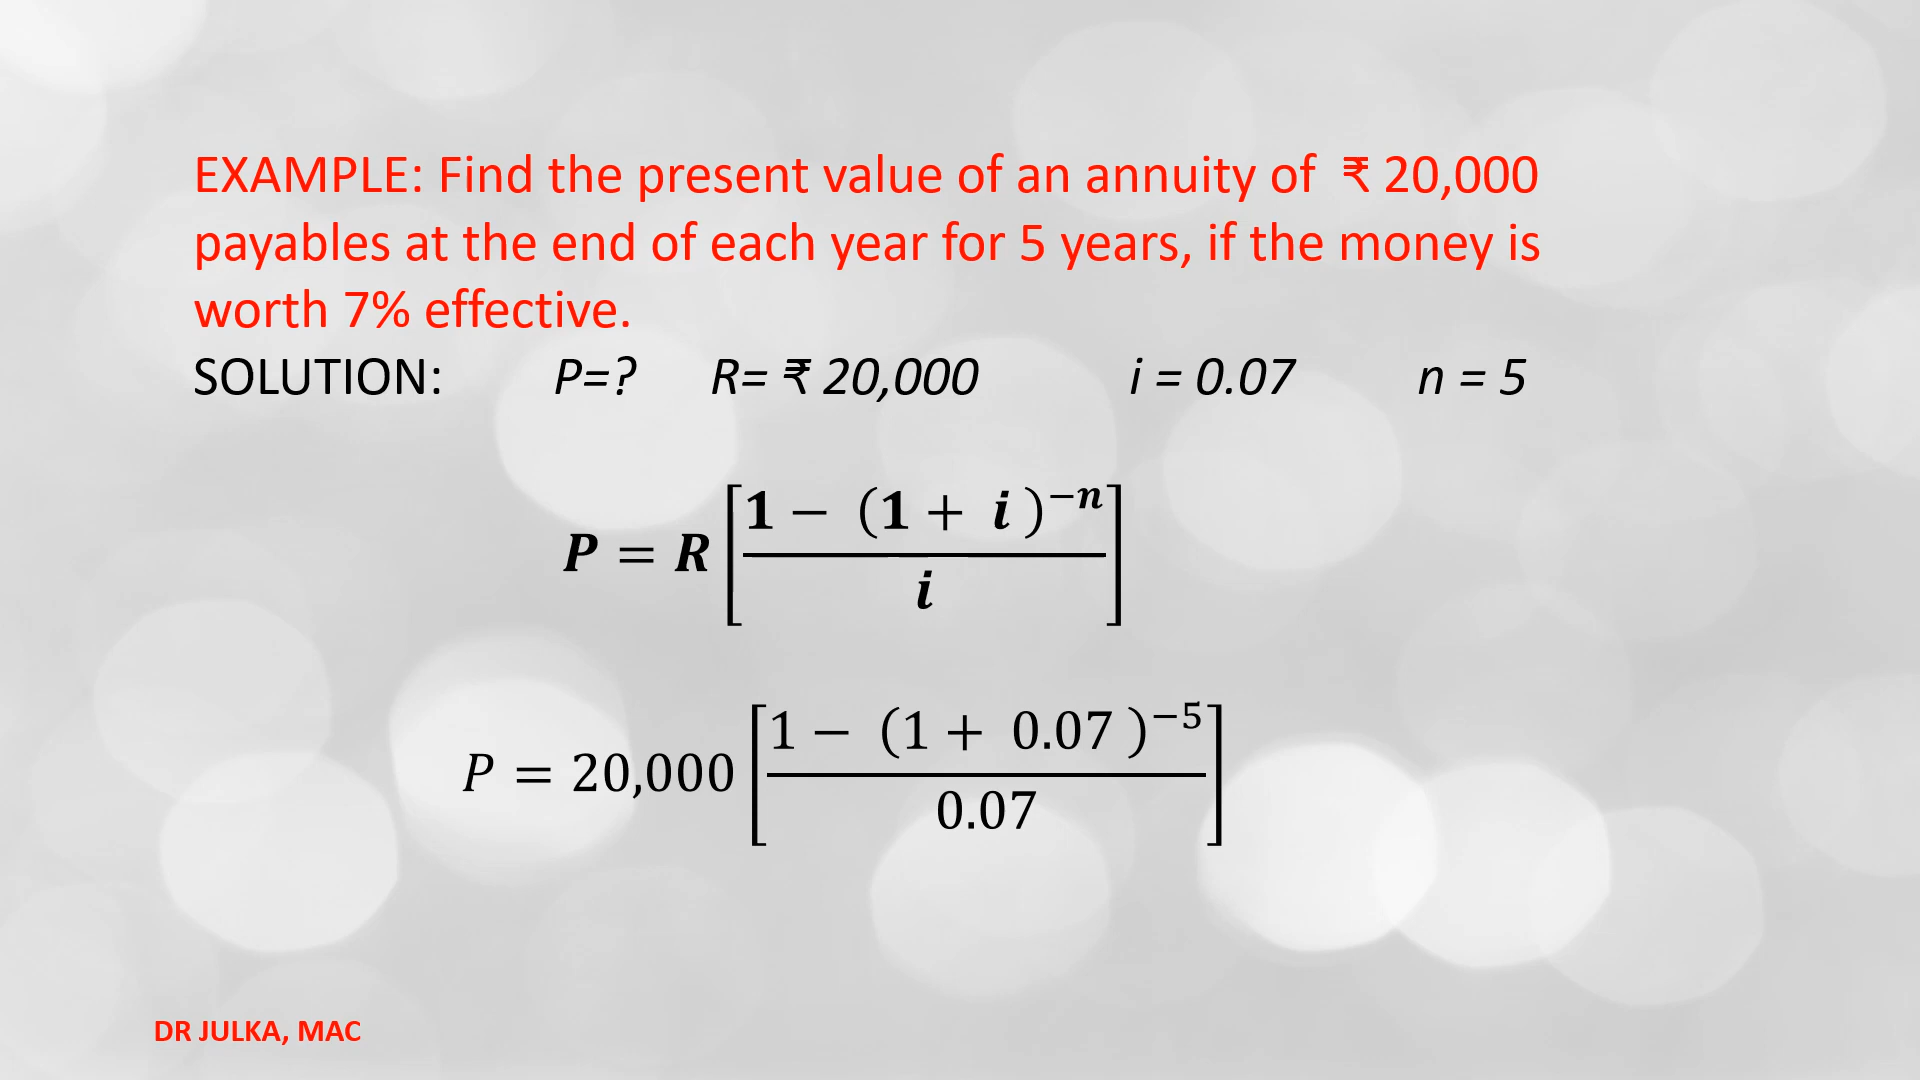 EXAMPLE: Find the present value of an annuity of ₹ 20,000
payables at the end of each year for 5 years, if the money is
worth 7% effective.
SOLUTION: P=? R= ₹ 20,000 i = 0.07 n = 5
P = R [ (1 − (1 + i )^−n) / i ]
P = 20,000 [ (1 − (1 + 0.07 )^−5) / 0.07 ]
DR JULKA, MAC